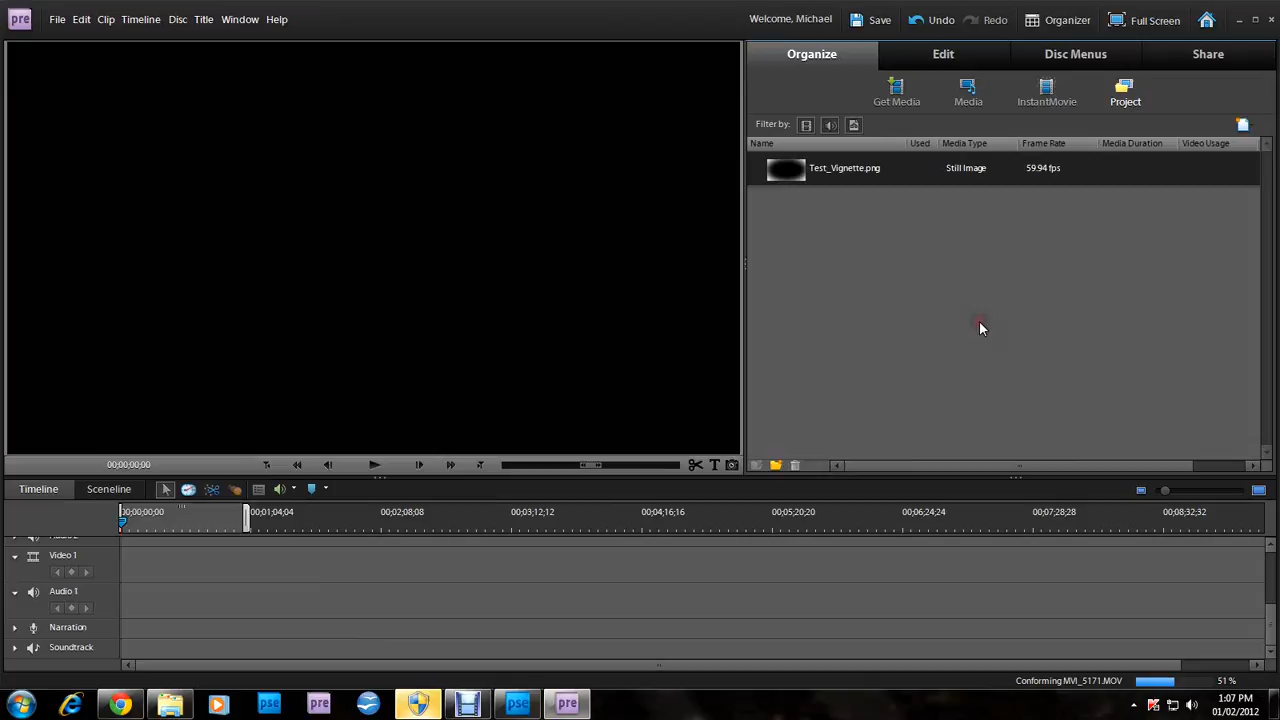 pre File Edit Clip Timeline Disc Title Window Help Welcome, Michael Save Undo Redo Organizer Full Screen
Organize Edit Disc Menus Share
Get Media Media InstantMovie Project
Filter by:
Name Used Media Type Frame Rate Media Duration Video Usage
Test_Vignette.png Still Image 59.94 fps
00;00;00;00 T
Timeline Sceneline
00;00;00;00 00;01;04;04 00;02;08;08 00;03;12;12 00;04;16;16 00;05;20;20 00;06;24;24 00;07;28;28 00;08;32;32
Video 1
Audio 1
Narration
Soundtrack
Conforming MVI_5171.MOV 51 %
pse pre pse pre 1:07 PM
01/02/2012